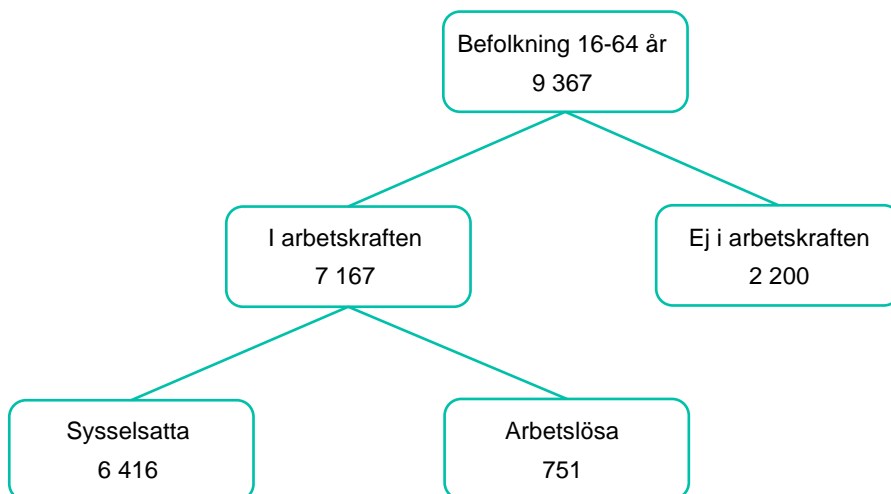 Befolkning 16-64 år
9 367
I arbetskraften
7 167
Ej i arbetskraften
2 200
Sysselsatta
6 416
Arbetslösa
751